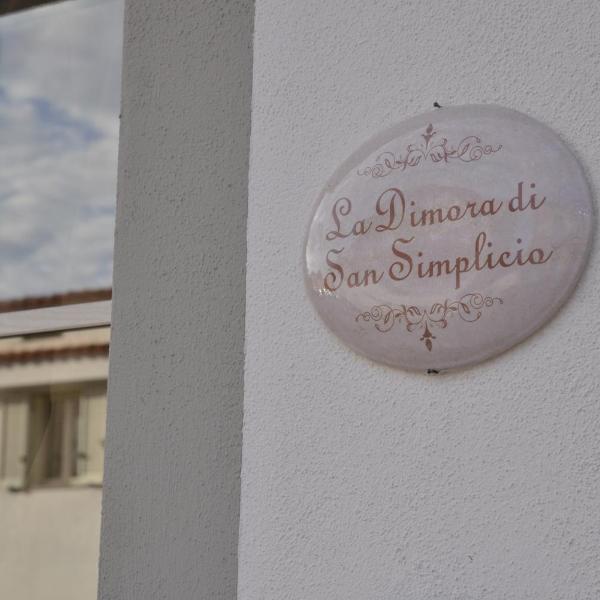 La Dimora di
San Simplicio